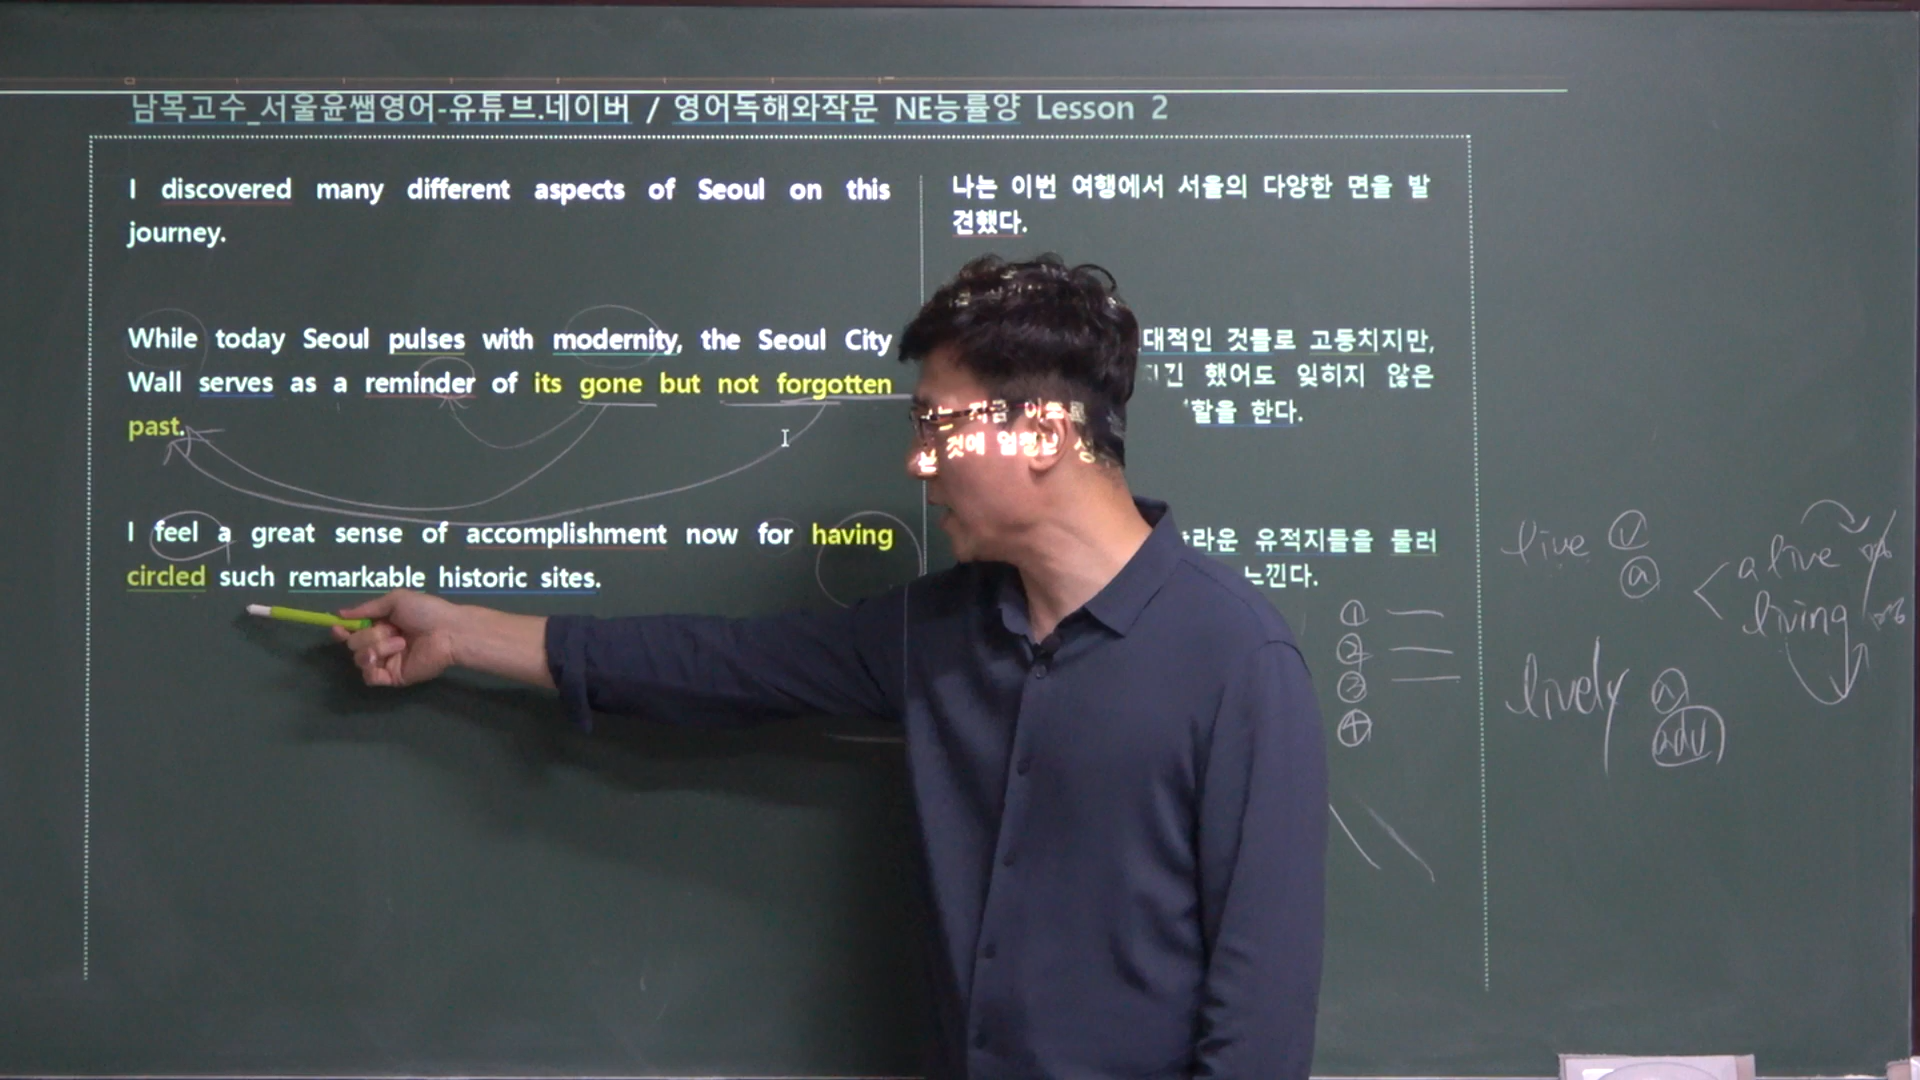 남목고수_서울윤쌤영어-유튜브.네이버 / 영어독해와작문 NE능률양 Lesson 2
I discovered many different aspects of Seoul on this
journey.
While today Seoul pulses with modernity, the Seoul City
Wall serves as a reminder of its gone but not forgotten
past.
I feel a great sense of accomplishment now for having
circled such remarkable historic sites.
나는 이번 여행에서 서울의 다양한 면을 발
견했다.
대적인 것들로 고동치지만,
긴 했어도 잊히지 않은
할을 한다.
라운 유적지들을 둘러
느낀다.
①
②
③
④
live ⓥ
ⓐ
alive
living
lively ⓐ
adv